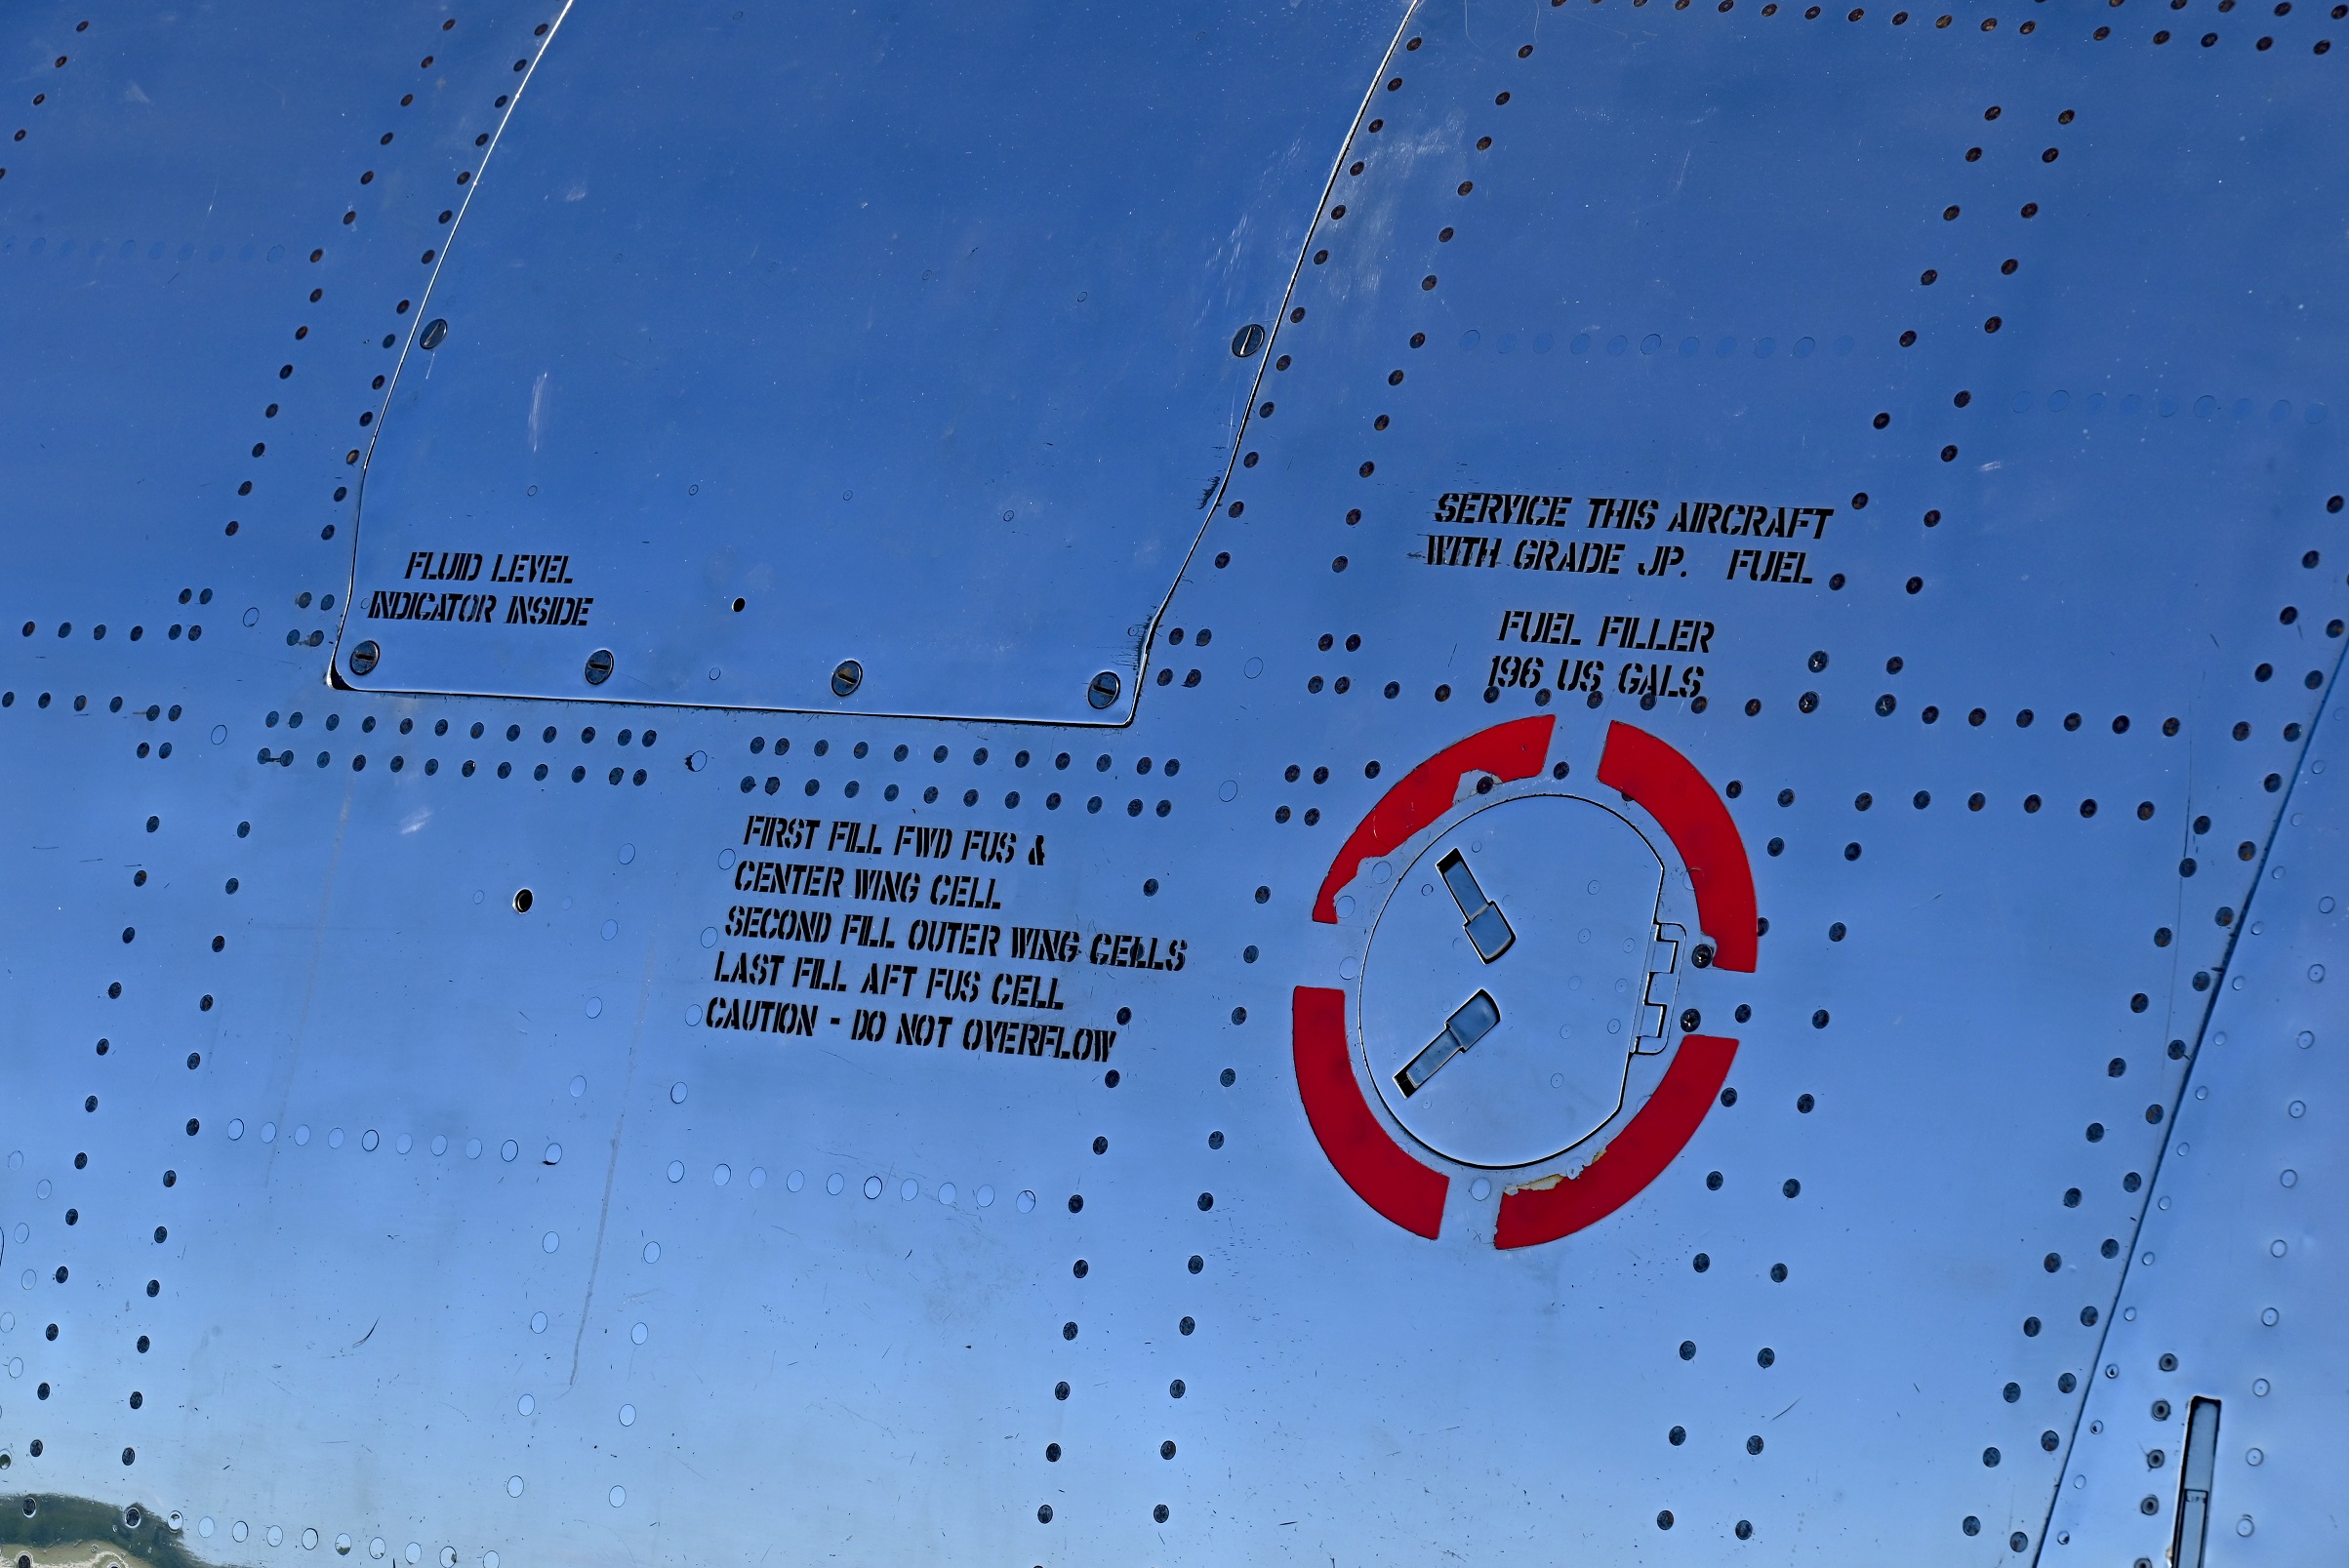 SERVICE THIS AIRCRAFT
WITH GRADE JP. FUEL
FUEL FILLER
196 US GALS
FLUID LEVEL
INDICATOR INSIDE
FIRST FILL FWD FUS &
CENTER WING CELL
SECOND FILL OUTER WING CELLS
LAST FILL AFT FUS CELL
CAUTION - DO NOT OVERFLOW